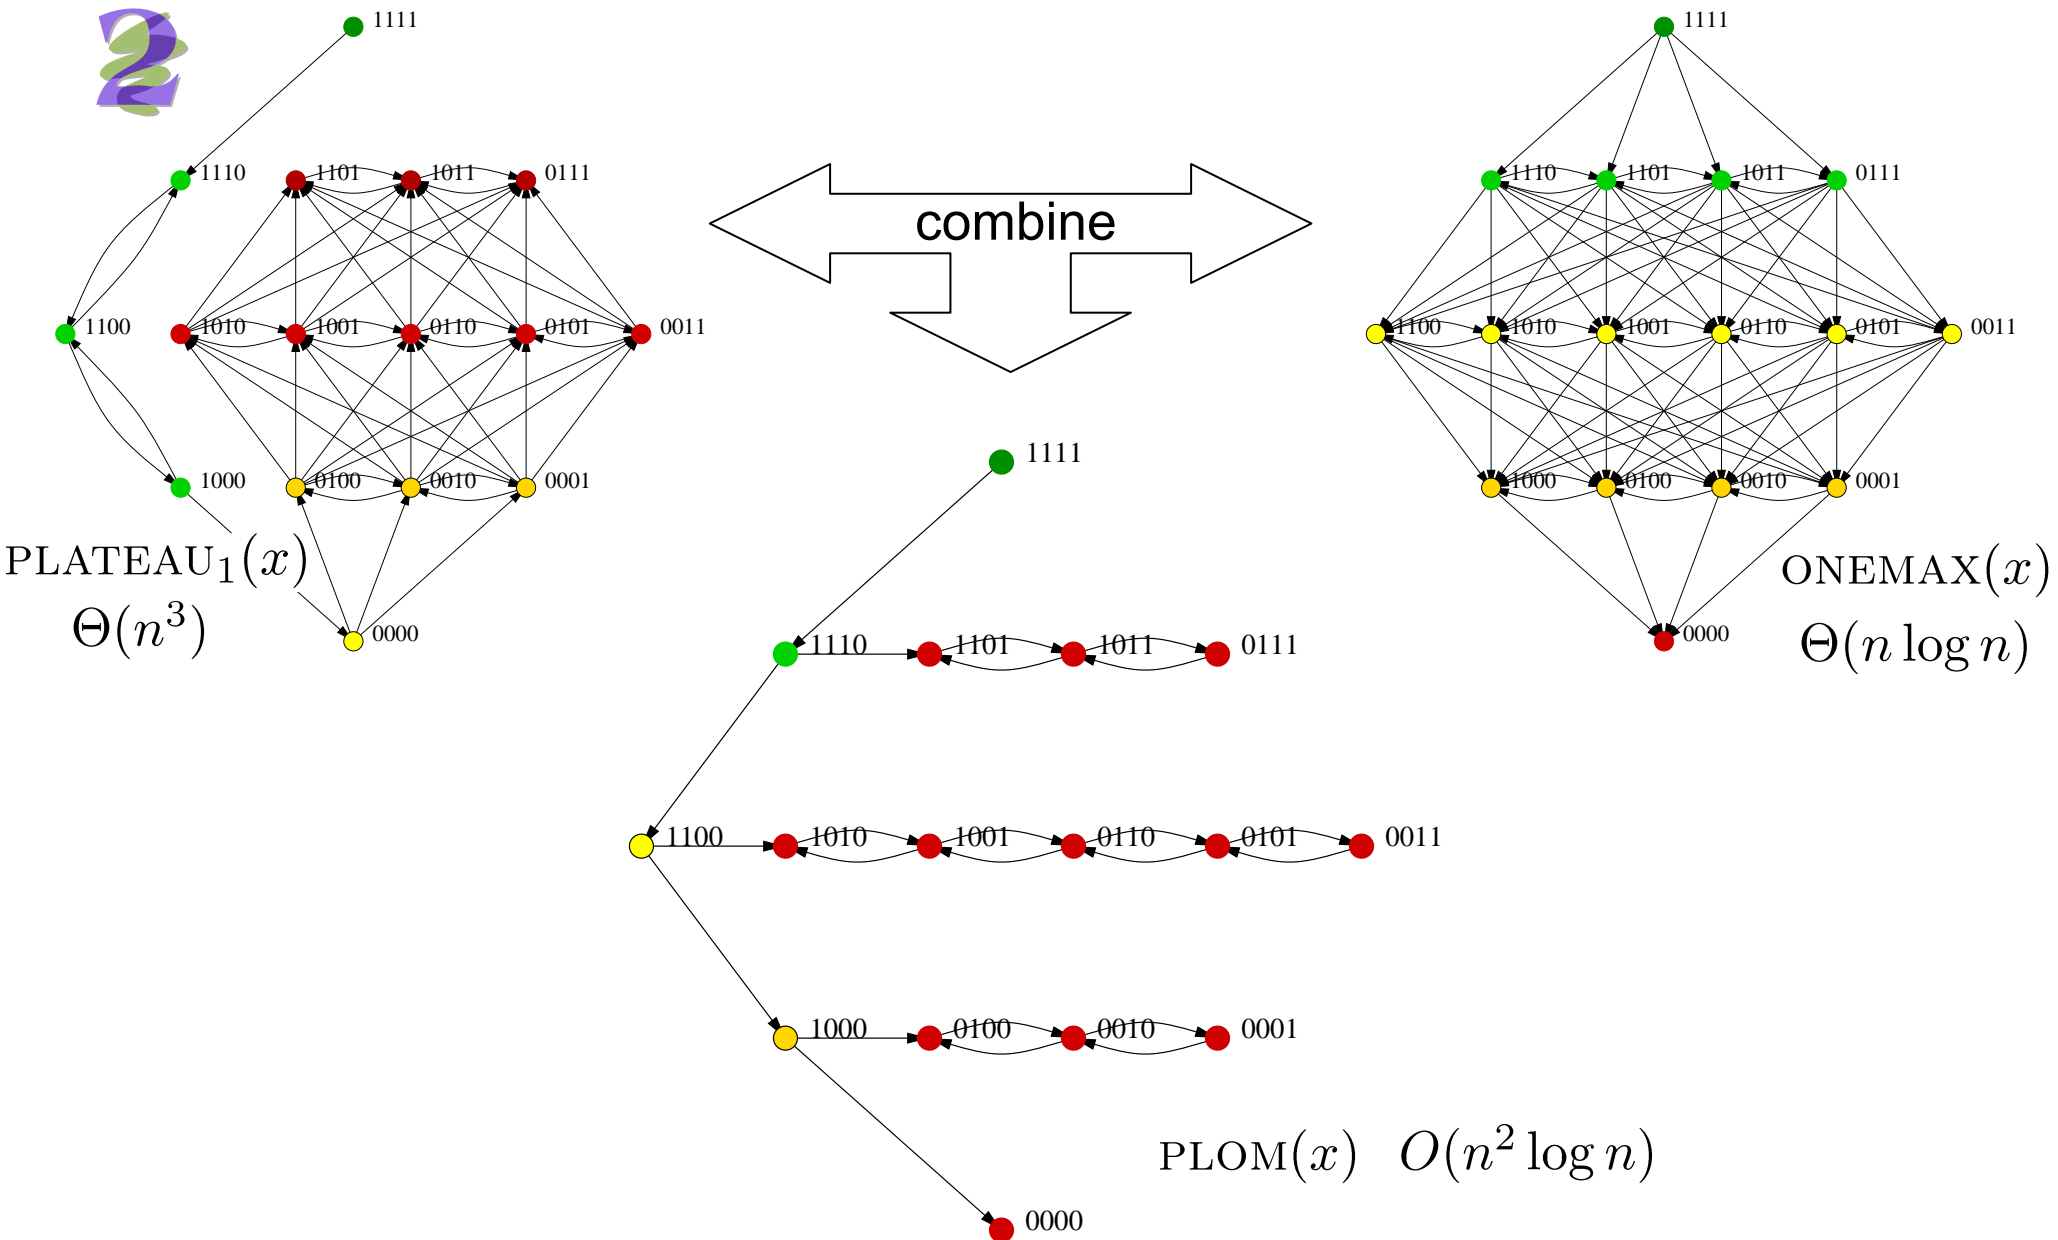 2
1111
1110 1101 1011 0111
1100 1010 1001 0110 0101 0011
1000 0100 0010 0001
PLATEAU₁(x)
Θ(n³)
0000
combine
1111
1110 1101 1011 0111
1100 1010 1001 0110 0101 0011
1000 0100 0010 0001
ONEMAX(x)
Θ(n log n)
0000
1111
1110 1101 1011 0111
1100 1010 1001 0110 0101 0011
1000 0100 0010 0001
PLOM(x) O(n² log n)
0000